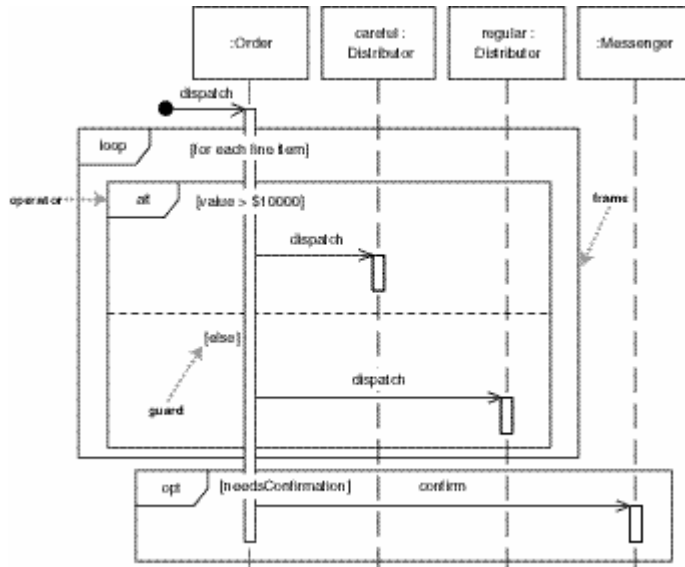 :Order
careful :
Distributor
regular :
Distributor
:Messenger
dispatch
loop
[for each line item]
operator
alt
[value > $10000]
frame
dispatch
[else]
dispatch
guard
opt
[needsConfirmation]
confirm